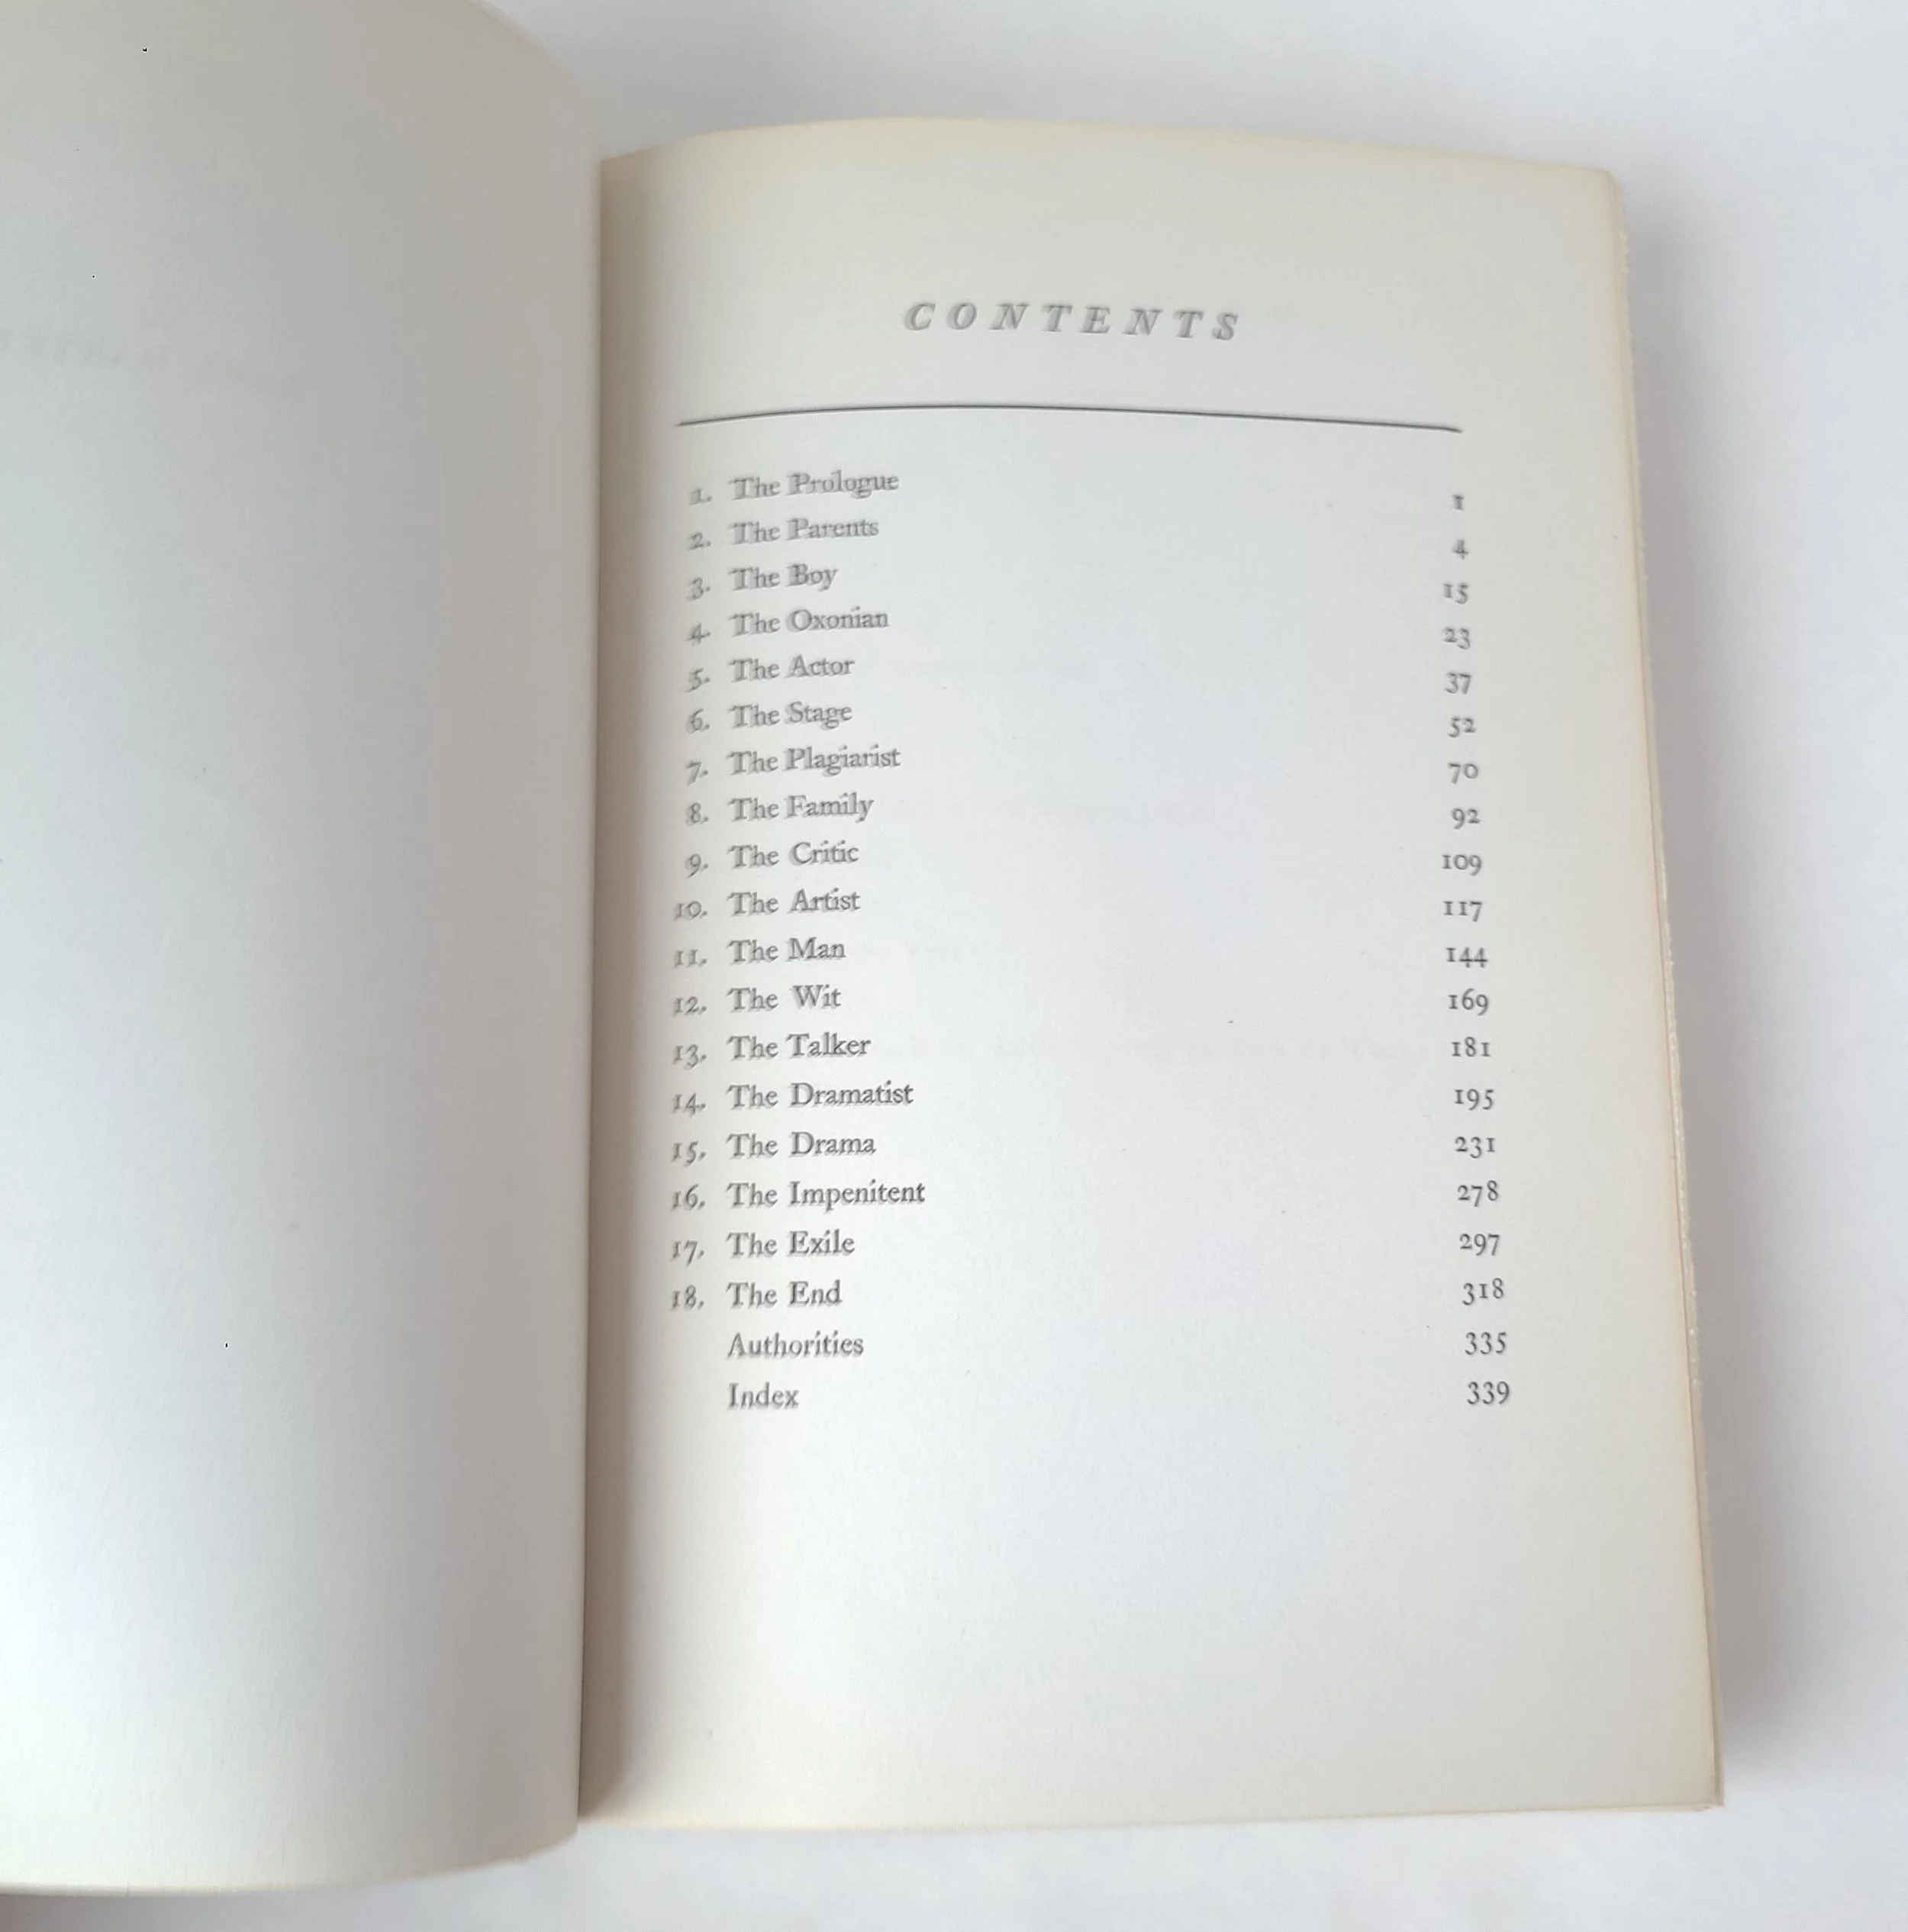 CONTENTS
1. The Prologue 1
2. The Parents 4
3. The Boy 15
4. The Oxonian 23
5. The Actor 37
6. The Stage 52
7. The Plagiarist 70
8. The Family 92
9. The Critic 109
10. The Artist 117
11. The Man 144
12. The Wit 169
13. The Talker 181
14. The Dramatist 195
15. The Drama 231
16. The Impenitent 278
17. The Exile 297
18. The End 318
Authorities 335
Index 339